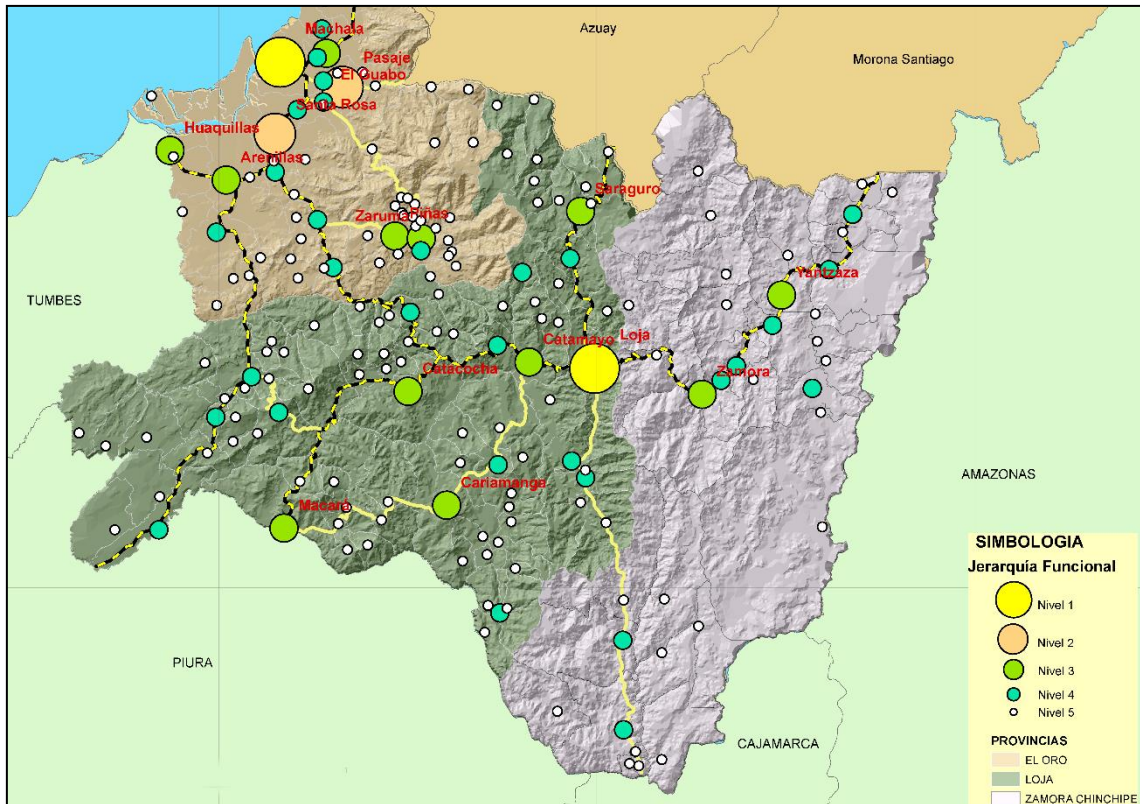 Machala
Azuay
Pasaje
Morona Santiago
El Guabo
Santa Rosa
Huaquillas
Arenillas
Saraguro
Zaruma
Piñas
Yantzaza
TUMBES
Catamayo
Loja
Catacocha
Zamora
AMAZONAS
Cariamanga
Macará
PIURA
CAJAMARCA
SIMBOLOGIA
Jerarquía Funcional
Nivel 1
Nivel 2
Nivel 3
Nivel 4
Nivel 5
PROVINCIAS
EL ORO
LOJA
ZAMORA CHINCHIPE